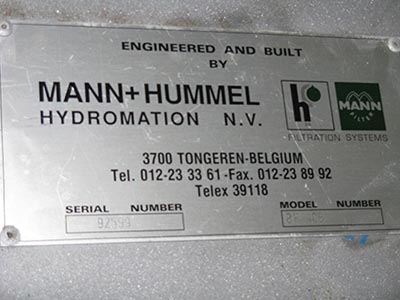 ENGINEERED AND BUILT
BY
MANN+HUMMEL
HYDROMATION N.V.
h
MANN
FILTER
FILTRATION SYSTEMS
3700 TONGEREN-BELGIUM
Tel. 012-23 33 61 -Fax. 012-23 89 92
Telex 39118
SERIAL NUMBER
MODEL NUMBER